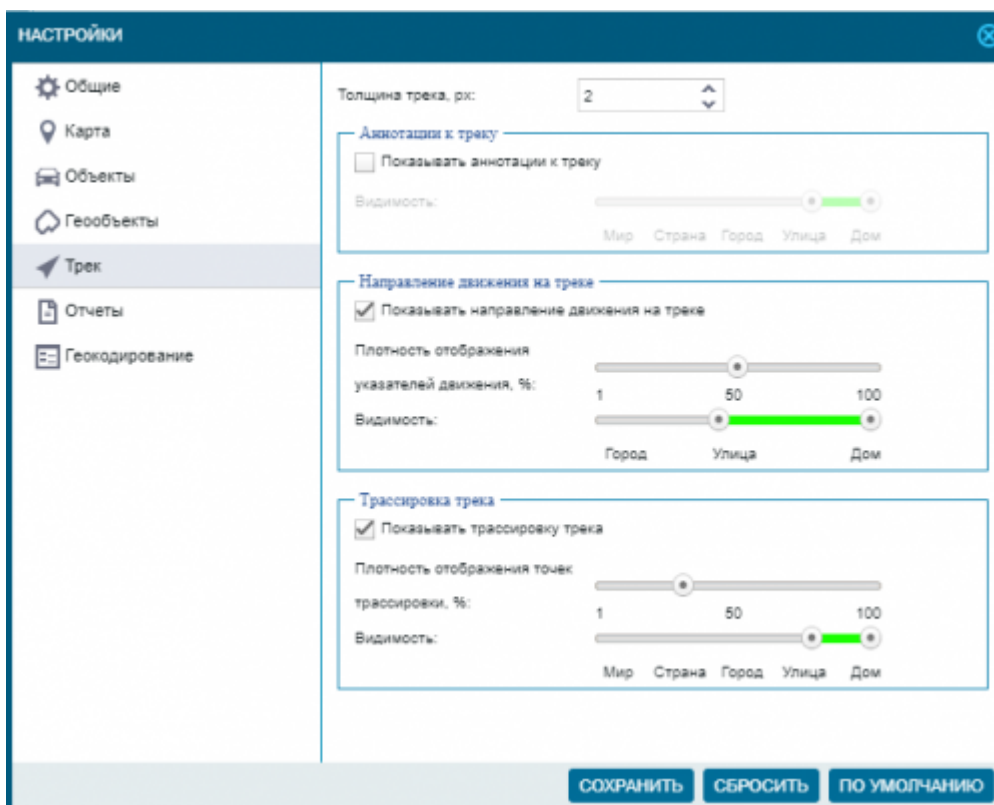 НАСТРОЙКИ
Общие
Карта
Объекты
Геообъекты
Трек
Отчеты
Геокодирование
Толщина трека, px: 2
Аннотации к треку
Показывать аннотации к треку
Видимость:
Мир Страна Город Улица Дом
Направление движения на треке
Показывать направление движения на треке
Плотность отображения
указателей движения, %:
1 50 100
Видимость:
Город Улица Дом
Трассировка трека
Показывать трассировку трека
Плотность отображения точек
трассировки, %:
1 50 100
Видимость:
Мир Страна Город Улица Дом
СОХРАНИТЬ СБРОСИТЬ ПО УМОЛЧАНИЮ